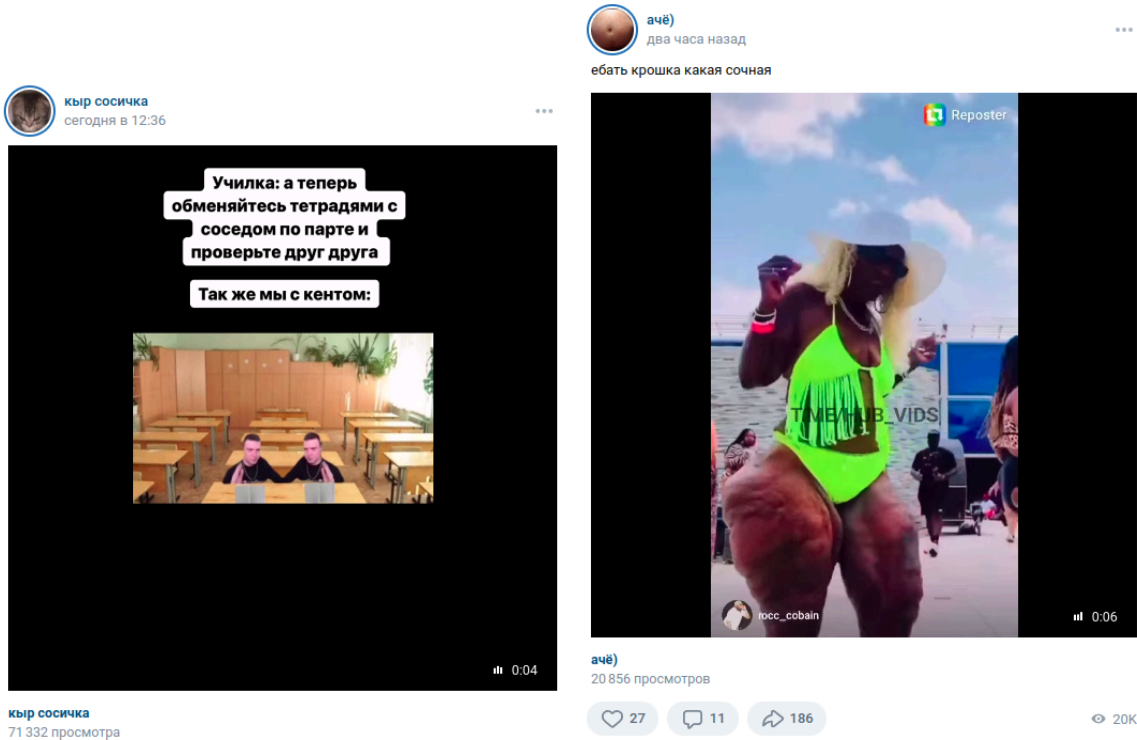 кыр сосичка
сегодня в 12:36
Училка: а теперь
обменяйтесь тетрадями с
соседом по парте и
проверьте друг друга
Так же мы с кентом:
0:04
кыр сосичка
71 332 просмотра
ачё)
два часа назад
ебать крошка какая сочная
Reposter
T.ME/HUB_VIDS
rocc_cobain
0:06
ачё)
20 856 просмотров
27
11
186
20K